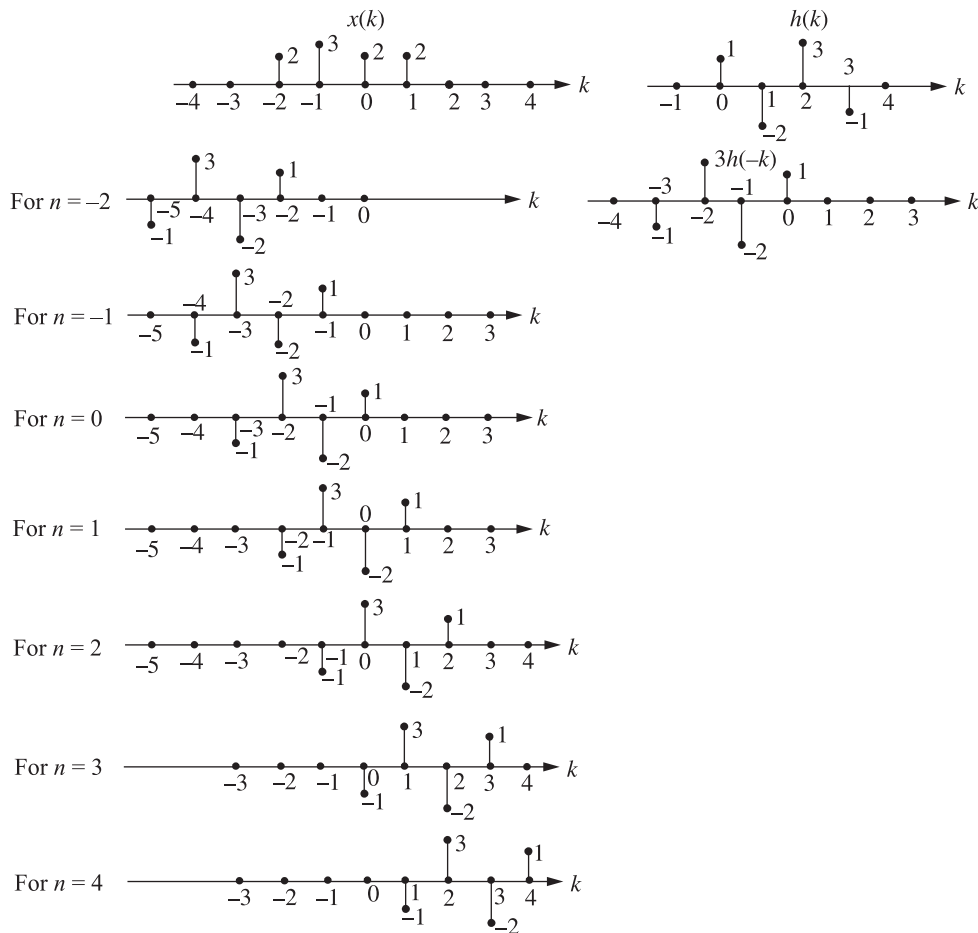 x(k)
2 3 2 2
–4 –3 –2 –1 0 1 2 3 4 k
h(k)
1 3 3
–1 0 1 2 4 k
–2 –1
For n = –2
3 1
–5 –4 –3 –2 –1 0 k
–1 –2
3h(–k)
–3 –1 1
–4 –2 0 1 2 3 k
–1 –2
For n = –1
3 1
–4 –2
–5 –3 –1 0 1 2 3 k
–1 –2
For n = 0
3 1
–1
–5 –4 –3 –2 0 1 2 3 k
–1 –2
For n = 1
3 1
0
–5 –4 –3 –2 –1 1 2 3 k
–1 –2
For n = 2
3 1
–5 –4 –3 –2 –1 0 1 2 3 4 k
–1 –2
For n = 3
3 1
–3 –2 –1 0 1 2 3 4 k
–1 –2
For n = 4
3 1
–3 –2 –1 0 1 2 3 4 k
–1 –2